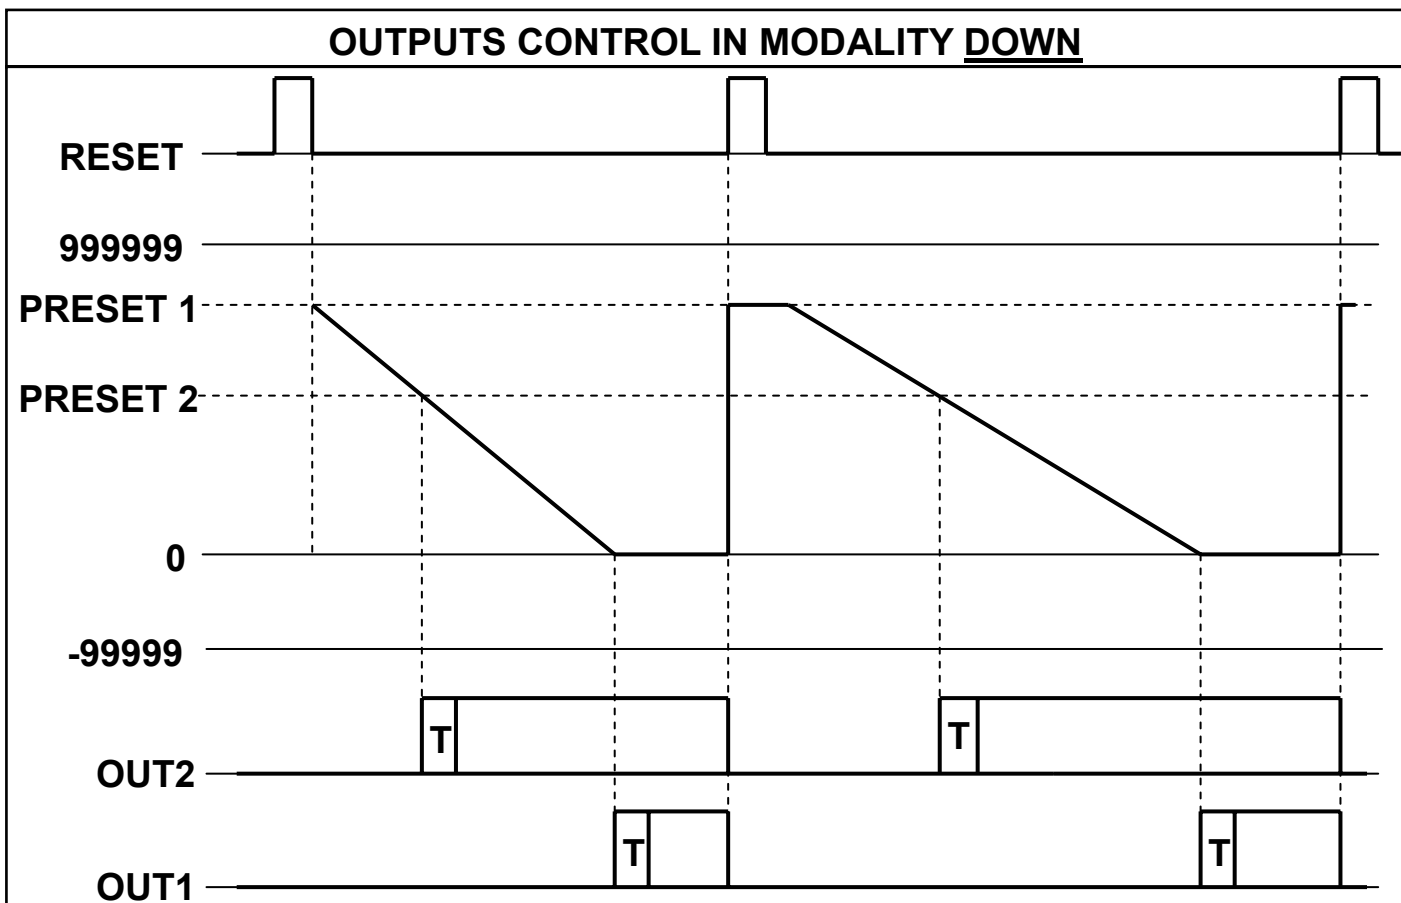 OUTPUTS CONTROL IN MODALITY DOWN
RESET
999999
PRESET 1
PRESET 2
0
-99999
T
T
OUT2
T
T
OUT1